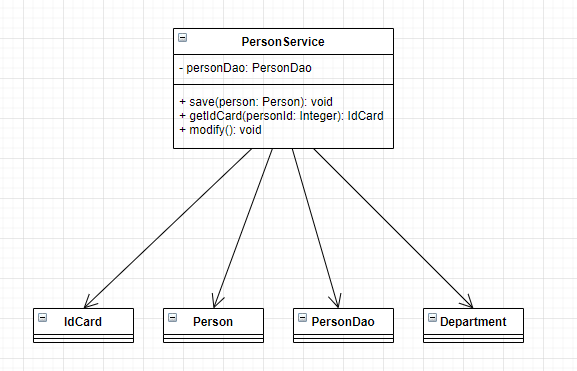 PersonService
- personDao: PersonDao
+ save(person: Person): void
+ getIdCard(personId: Integer): IdCard
+ modify(): void
IdCard
Person
PersonDao
Department